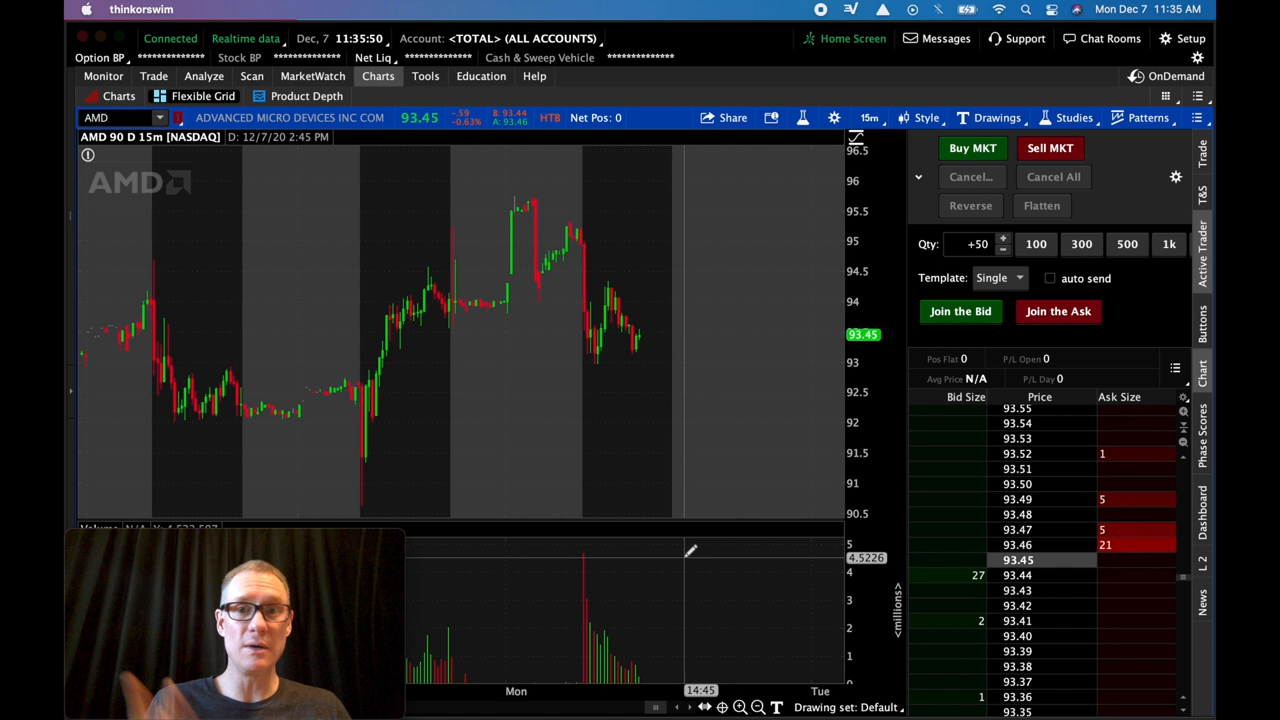 thinkorswim
Mon Dec 7 11:35 AM
Connected Realtime data Dec, 7 11:35:50 Account: <TOTAL> (ALL ACCOUNTS) Home Screen Messages Support Chat Rooms Setup
Option BP ************* Stock BP ************* Net Liq ************* Cash & Sweep Vehicle *************
Monitor Trade Analyze Scan MarketWatch Charts Tools Education Help OnDemand
Charts Flexible Grid Product Depth
AMD ADVANCED MICRO DEVICES INC COM 93.45 -.59 -0.63% B: 93.44 A: 93.46 HTB Net Pos: 0 Share 15m Style Drawings Studies Patterns
AMD 90 D 15m [NASDAQ] D: 12/7/20 2:45 PM
AMD
96.5
96
95.5
95
94.5
94
93.45
93
92.5
92
91.5
91
90.5
5
4.5226
4
3
2
1
0
<millions>
Mon 14:45 Tue
Drawing set: Default
Buy MKT Sell MKT
Cancel... Cancel All
Reverse Flatten
Qty: +50 100 300 500 1k
Template: Single auto send
Join the Bid Join the Ask
Pos Flat 0 P/L Open 0
Avg Price N/A P/L Day 0
Bid Size Price Ask Size
93.55
93.54
93.53
93.52 1
93.51
93.50
93.49 5
93.48
93.47 5
93.46 21
93.45
27 93.44
93.43
93.42
2 93.41
93.40
93.39
93.38
93.37
1 93.36
93.35
Trade
T&S
Active Trader
Buttons
Chart
Phase Scores
Dashboard
L 2
News